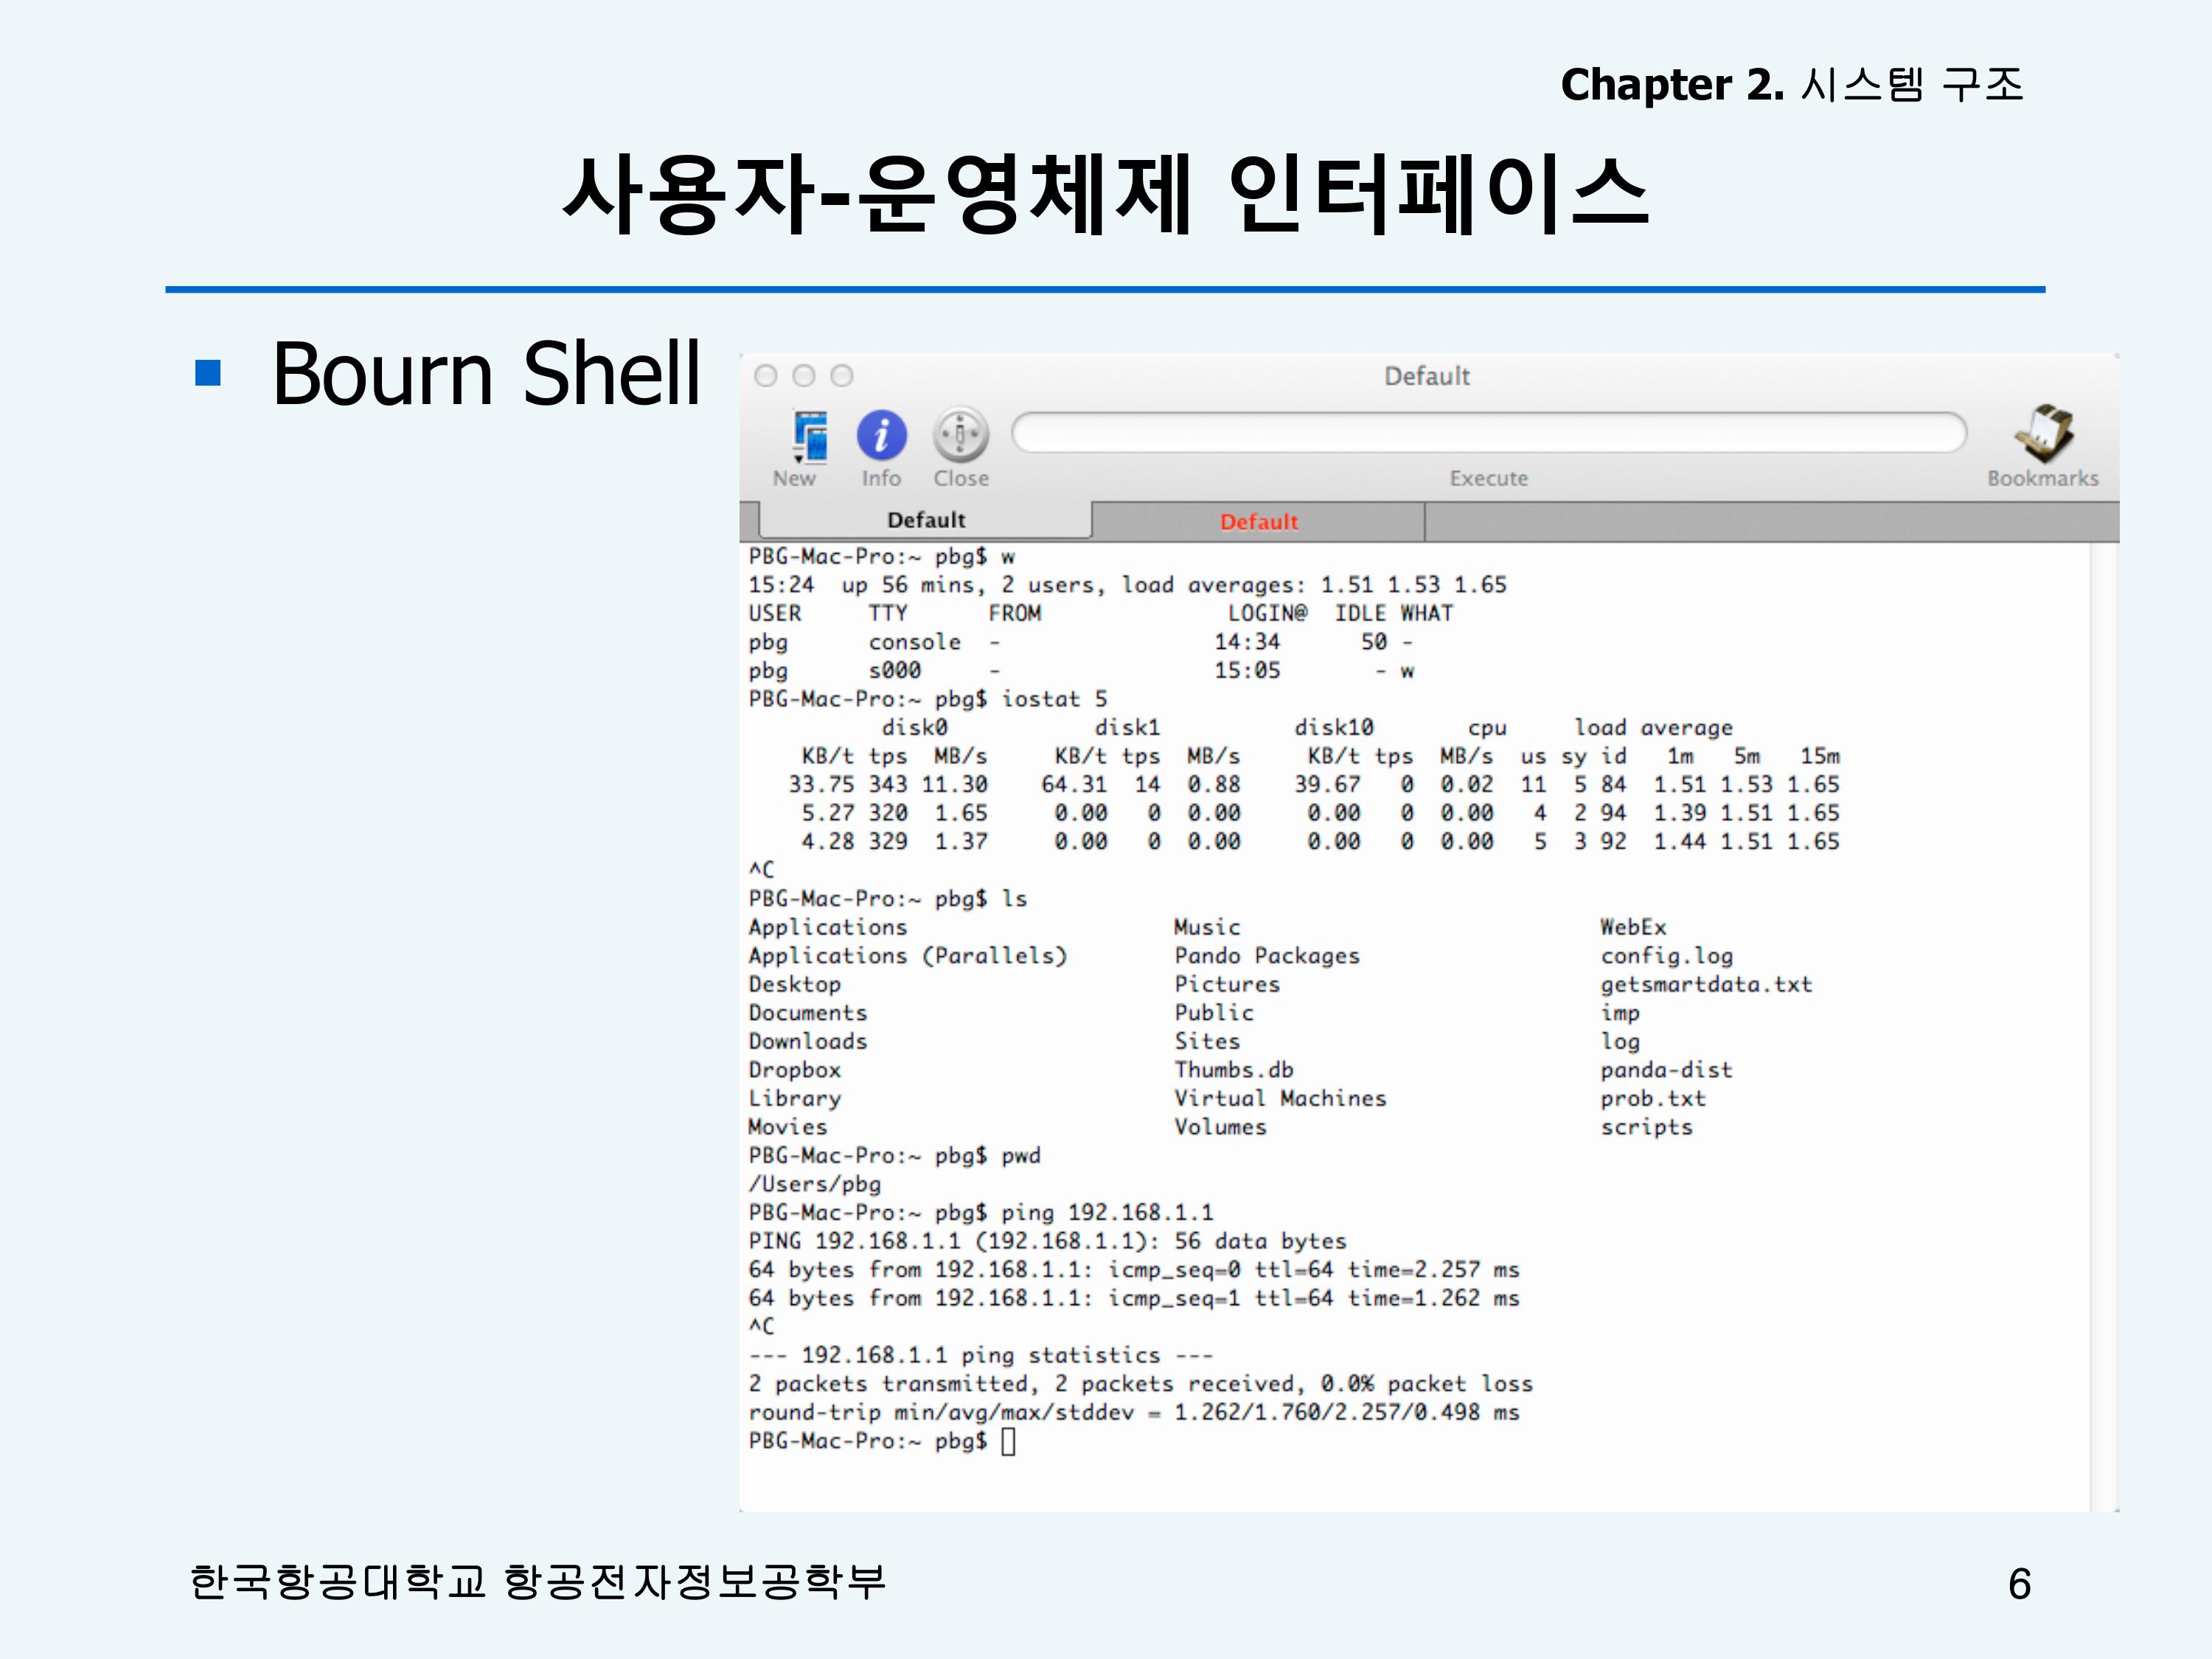 Chapter 2. 시스템 구조
사용자-운영체제 인터페이스
Bourn Shell
Default
New Info Close Execute Bookmarks
Default Default
PBG-Mac-Pro:~ pbg$ w
15:24  up 56 mins, 2 users, load averages: 1.51 1.53 1.65
USER     TTY      FROM              LOGIN@  IDLE WHAT
pbg      console  -                14:34      50 -
pbg      s000     -                15:05       - w
PBG-Mac-Pro:~ pbg$ iostat 5
          disk0           disk1          disk10       cpu     load average
    KB/t tps  MB/s     KB/t tps  MB/s     KB/t tps  MB/s  us sy id   1m   5m   15m
   33.75 343 11.30    64.31  14  0.88    39.67   0  0.02  11  5 84  1.51 1.53 1.65
    5.27 320  1.65     0.00   0  0.00     0.00   0  0.00   4  2 94  1.39 1.51 1.65
    4.28 329  1.37     0.00   0  0.00     0.00   0  0.00   5  3 92  1.44 1.51 1.65
^C
PBG-Mac-Pro:~ pbg$ ls
Applications                    Music                           WebEx
Applications (Parallels)        Pando Packages                  config.log
Desktop                         Pictures                        getsmartdata.txt
Documents                       Public                          imp
Downloads                       Sites                           log
Dropbox                         Thumbs.db                       panda-dist
Library                         Virtual Machines                prob.txt
Movies                          Volumes                         scripts
PBG-Mac-Pro:~ pbg$ pwd
/Users/pbg
PBG-Mac-Pro:~ pbg$ ping 192.168.1.1
PING 192.168.1.1 (192.168.1.1): 56 data bytes
64 bytes from 192.168.1.1: icmp_seq=0 ttl=64 time=2.257 ms
64 bytes from 192.168.1.1: icmp_seq=1 ttl=64 time=1.262 ms
^C
--- 192.168.1.1 ping statistics ---
2 packets transmitted, 2 packets received, 0.0% packet loss
round-trip min/avg/max/stddev = 1.262/1.760/2.257/0.498 ms
PBG-Mac-Pro:~ pbg$
한국항공대학교 항공전자정보공학부
6